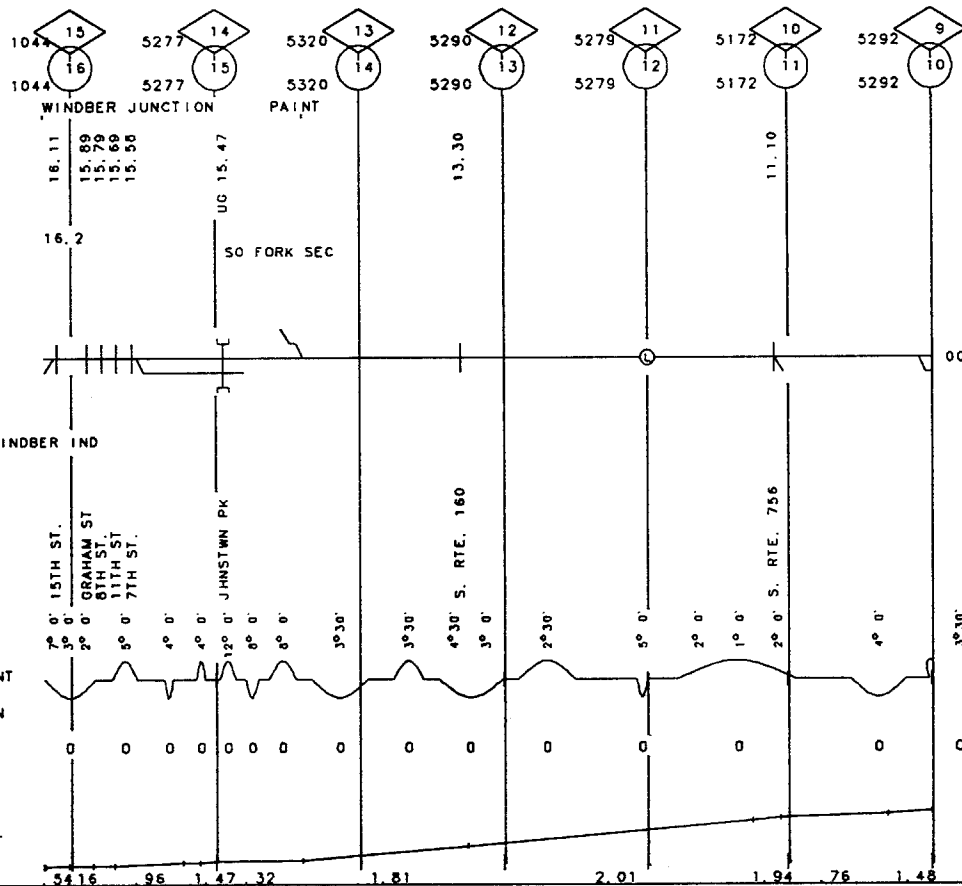 15 14 13 12 11 10 9
1044 5277 5320 5290 5279 5172 5292
16 15 14 13 12 11 10
1044 5277 5320 5290 5279 5172 5292
WINDBER JUNCTION PAINT
16.11 15.89 15.79 15.69 15.58 UG 15.47 13.30 11.10
16.2
SO FORK SEC
L
INDBER IND
15TH ST. GRAHAM ST 8TH ST. 11TH ST 7TH ST. JHNSTWN PK S. RTE. 160 S. RTE. 756
7° 0' 3° 0' 2° 0' 5° 0' 4° 0' 4° 0' 12° 0' 8° 0' 8° 0' 3°30' 3°30' 4°30' 3° 0' 2°30' 5° 0' 2° 0' 1° 0' 2° 0' 4° 0' 3°30'
NT
N
0 0 0 0 0 0 0 0 0 0 0 0 0 0 0
.54 .16 .96 1.47 .32 1.81 2.01 1.94 .76 1.48